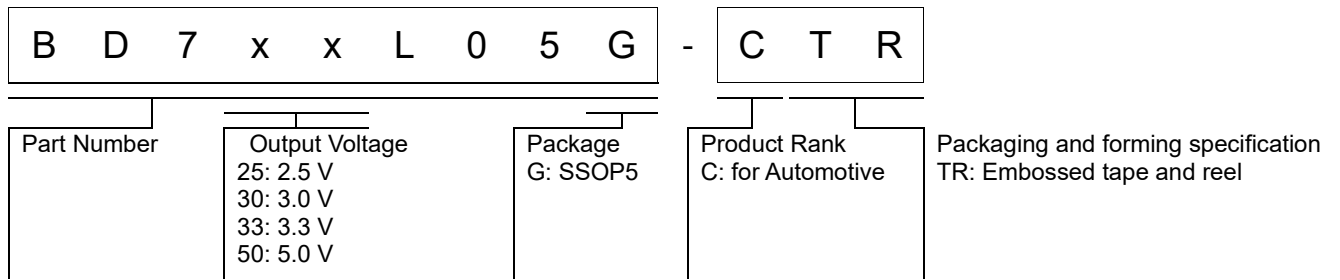 B D 7 x x L 0 5 G - C T R
Part Number
Output Voltage
25: 2.5 V
30: 3.0 V
33: 3.3 V
50: 5.0 V
Package
G: SSOP5
Product Rank
C: for Automotive
Packaging and forming specification
TR: Embossed tape and reel